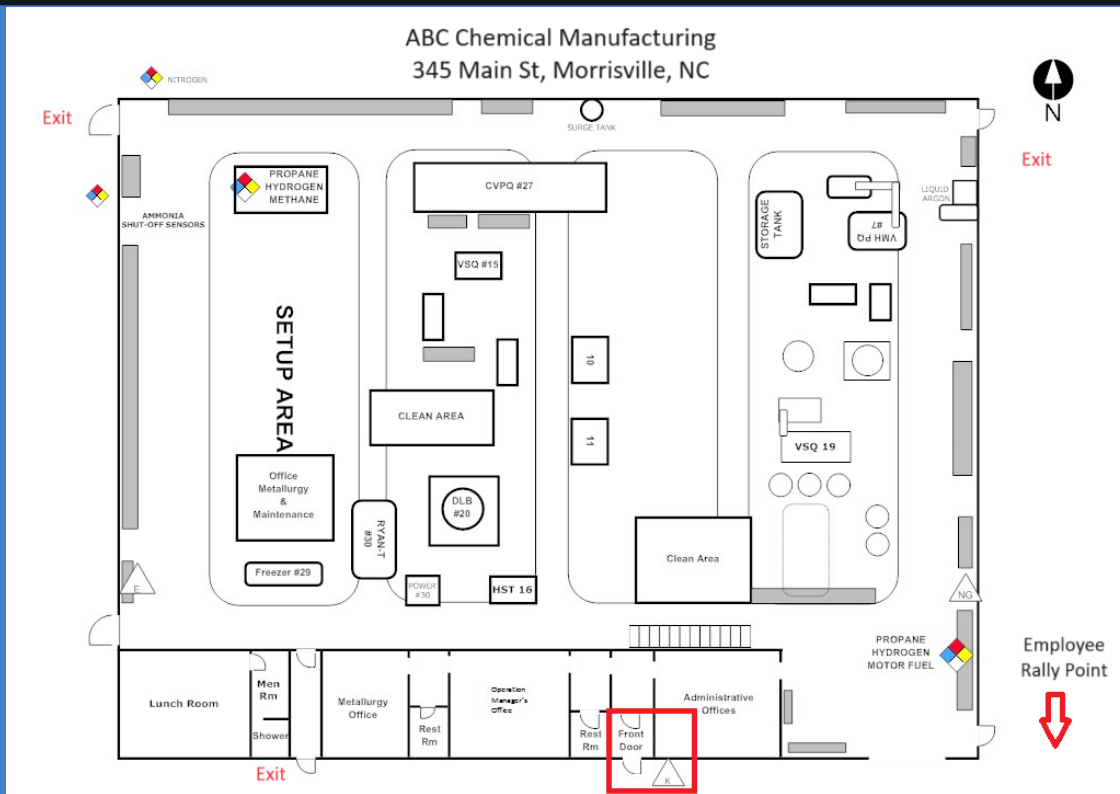 ABC Chemical Manufacturing
345 Main St, Morrisville, NC
N
NITROGEN
SURGE TANK
Exit
Exit
PROPANE
HYDROGEN
METHANE
CVPQ #27
AMMONIA
SHUT-OFF SENSORS
STORAGE
TANK
VMH PQ
#7
LIQUID
ARGON
VSQ #15
SETUP AREA
10
11
CLEAN AREA
VSQ 19
Office
Metallurgy
&
Maintenance
DLB
#20
RYAN-T
#30
Clean Area
Freezer #29
POWER
#30
HST 16
E
NG
PROPANE
HYDROGEN
MOTOR FUEL
Employee
Rally Point
Lunch Room
Men
Rm
Shower
Metallurgy
Office
Rest
Rm
Operation
Manager's
Office
Rest
Rm
Front
Door
Administrative
Offices
Exit
K